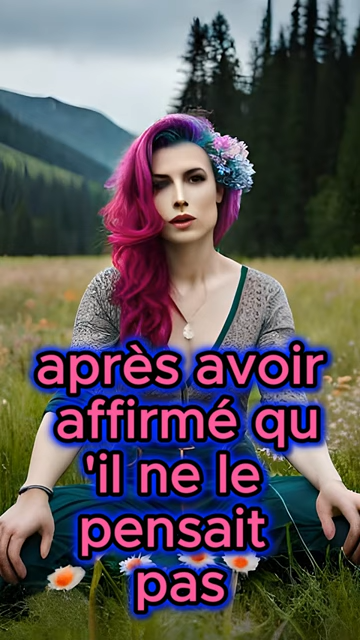 après avoir
affirmé qu
'il ne le
pensait
pas